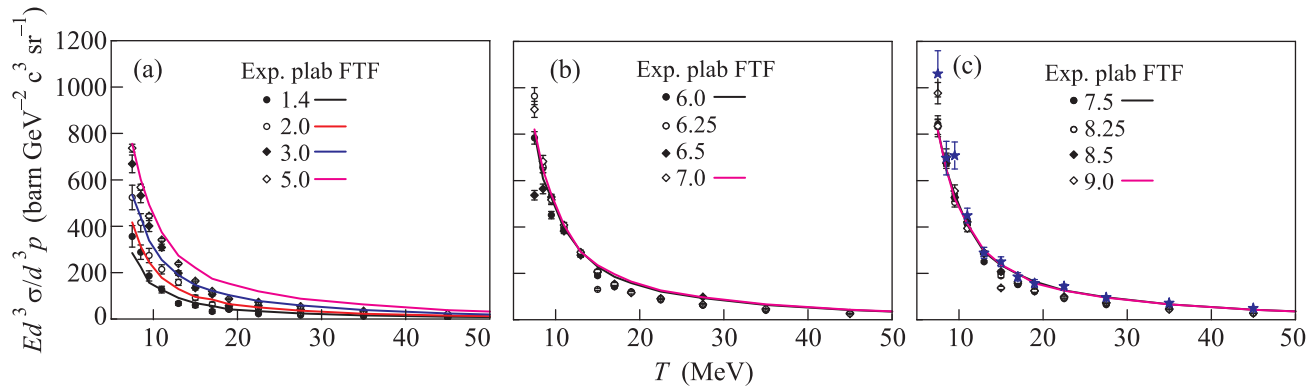 Ed³σ/d³p (barn GeV⁻² c³ sr⁻¹)
1200
1000
800
600
400
200
0
(a)
Exp. plab FTF
1.4
2.0
3.0
5.0
10 20 30 40 50
(b)
Exp. plab FTF
6.0
6.25
6.5
7.0
10 20 30 40 50
(c)
Exp. plab FTF
7.5
8.25
8.5
9.0
10 20 30 40 50
T (MeV)